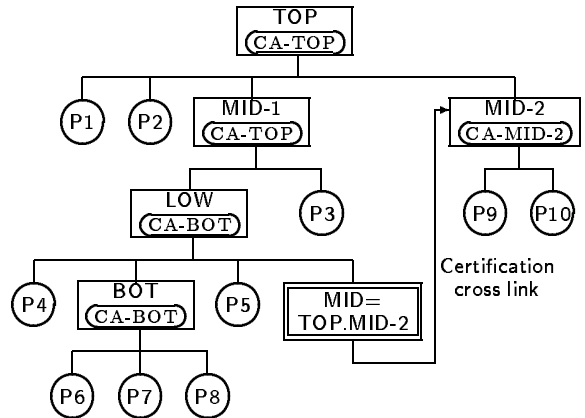 TOP
CA-TOP
P1
P2
MID-1
CA-TOP
MID-2
CA-MID-2
LOW
CA-BOT
P3
P9
P10
P4
BOT
CA-BOT
P5
MID=
TOP.MID-2
Certification
cross link
P6
P7
P8